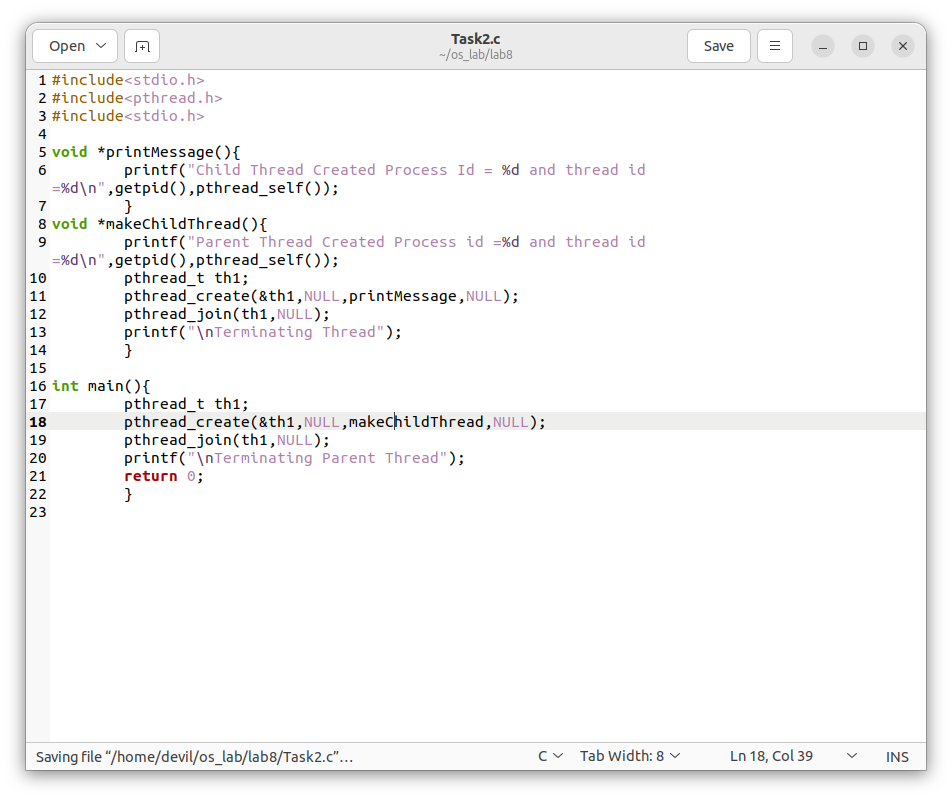 Open
Task2.c
~/os_lab/lab8
Save
1 #include<stdio.h>
2 #include<pthread.h>
3 #include<stdio.h>
4
5 void *printMessage(){
6         printf("Child Thread Created Process Id = %d and thread id
=%d\n",getpid(),pthread_self());
7         }
8 void *makeChildThread(){
9         printf("Parent Thread Created Process id =%d and thread id
=%d\n",getpid(),pthread_self());
10         pthread_t th1;
11         pthread_create(&th1,NULL,printMessage,NULL);
12         pthread_join(th1,NULL);
13         printf("\nTerminating Thread");
14         }
15
16 int main(){
17         pthread_t th1;
18         pthread_create(&th1,NULL,makeChildThread,NULL);
19         pthread_join(th1,NULL);
20         printf("\nTerminating Parent Thread");
21         return 0;
22         }
23
Saving file “/home/devil/os_lab/lab8/Task2.c”… C Tab Width: 8 Ln 18, Col 39 INS